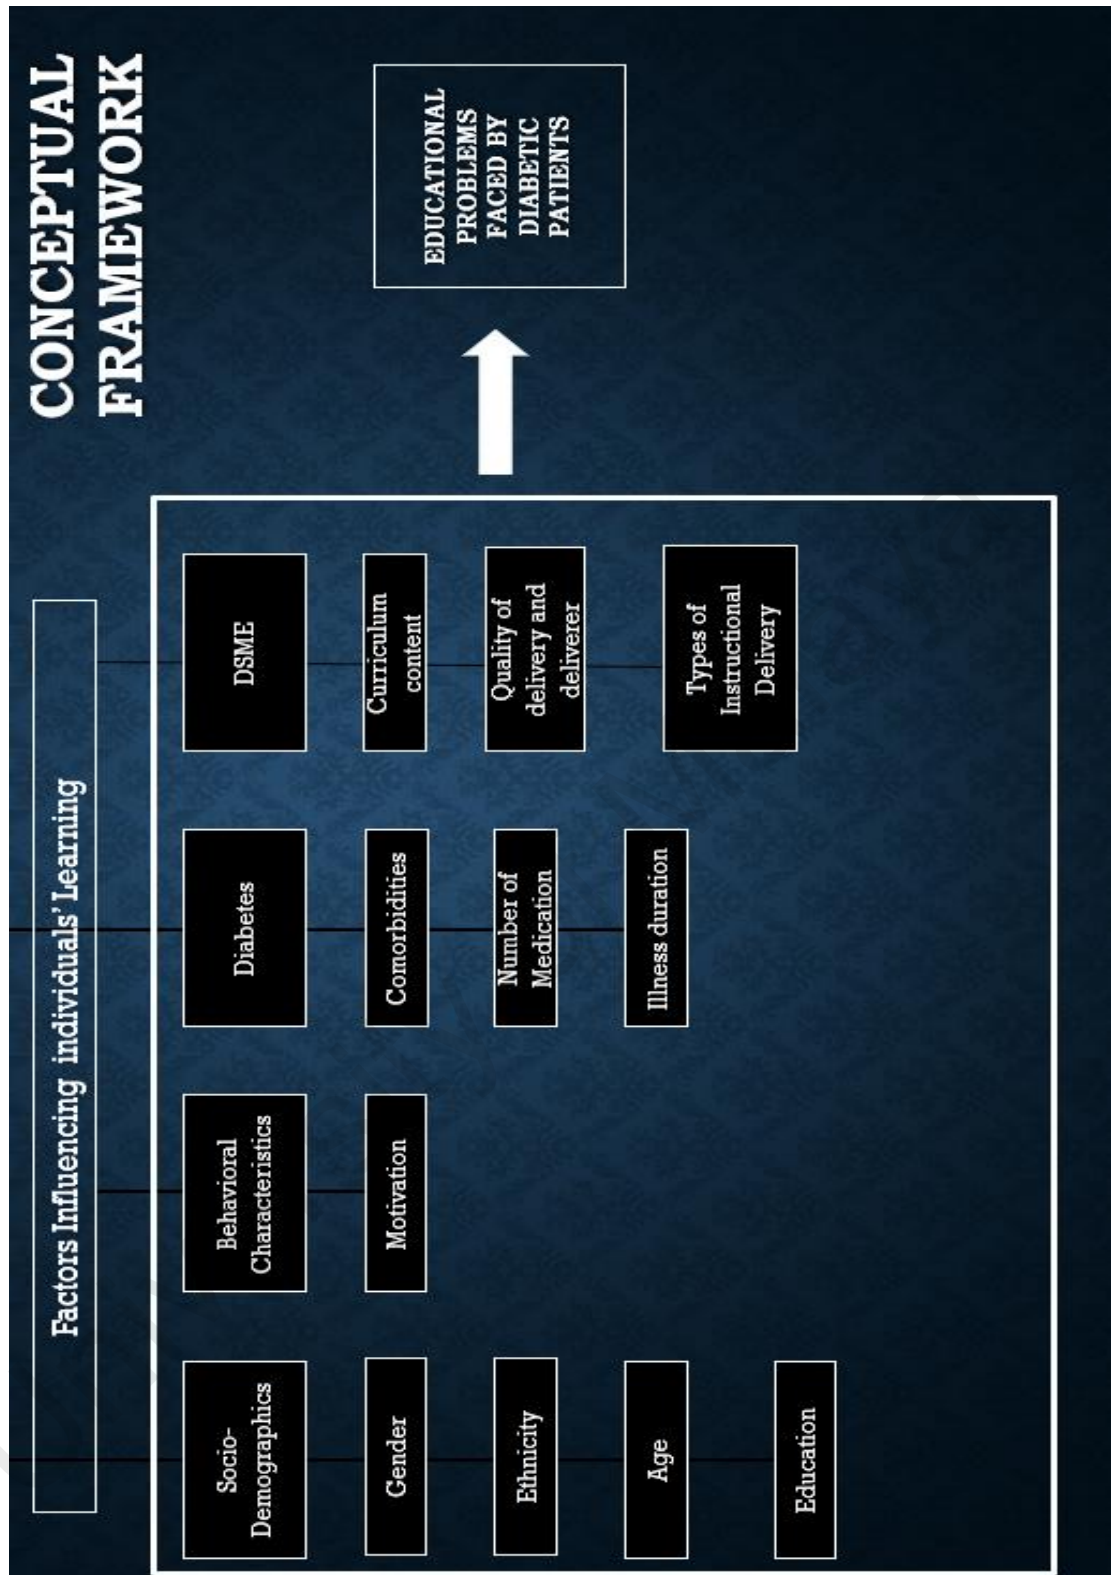 CONCEPTUAL
FRAMEWORK
Factors Influencing individuals' Learning
Socio-
Demographics
Gender
Ethnicity
Age
Education
Behavioral
Characteristics
Motivation
Diabetes
Comorbidities
Number of
Medication
Illness duration
DSME
Curriculum
content
Quality of
delivery and
deliverer
Types of
Instructional
Delivery
EDUCATIONAL
PROBLEMS
FACED BY
DIABETIC
PATIENTS